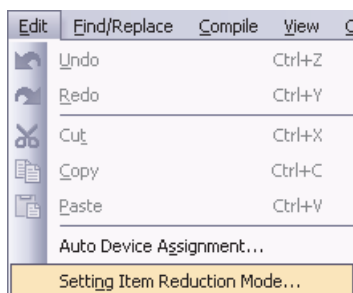 Edit Find/Replace Compile View
Undo Ctrl+Z
Redo Ctrl+Y
Cut Ctrl+X
Copy Ctrl+C
Paste Ctrl+V
Auto Device Assignment...
Setting Item Reduction Mode...